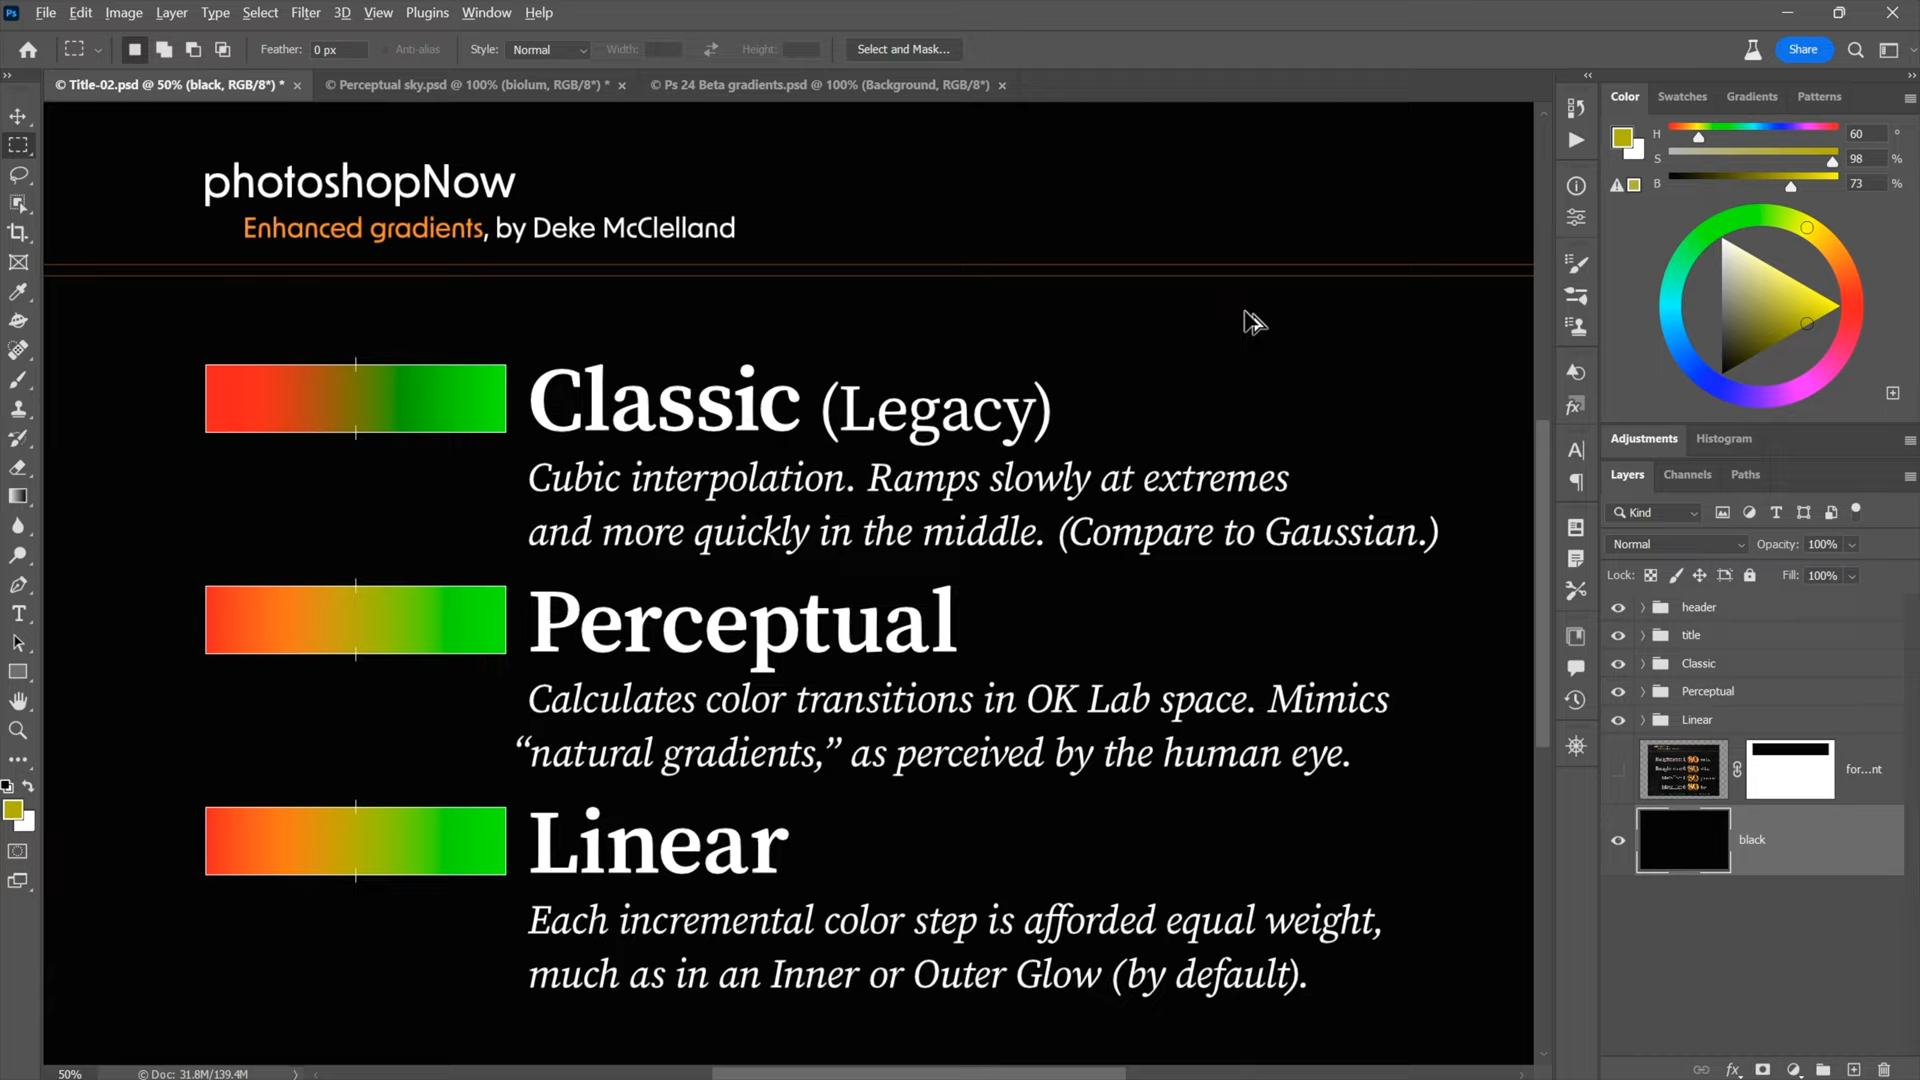 Ps File Edit Image Layer Type Select Filter 3D View Plugins Window Help
Feather: 0 px Anti-alias Style: Normal Width: Height: Select and Mask... Share
© Title-02.psd @ 50% (black, RGB/8*) * × © Perceptual sky.psd @ 100% (biolum, RGB/8*) * × © Ps 24 Beta gradients.psd @ 100% (Background, RGB/8*) ×
photoshopNow
Enhanced gradients, by Deke McClelland
Classic (Legacy)
Cubic interpolation. Ramps slowly at extremes
and more quickly in the middle. (Compare to Gaussian.)
Perceptual
Calculates color transitions in OK Lab space. Mimics
“natural gradients,” as perceived by the human eye.
Linear
Each incremental color step is afforded equal weight,
much as in an Inner or Outer Glow (by default).
50% © Doc: 31.8M/139.4M
Color Swatches Gradients Patterns
H 60 °
S 98 %
B 73 %
Adjustments Histogram
Layers Channels Paths
Kind
Normal Opacity: 100%
Lock: Fill: 100%
header
title
Classic
Perceptual
Linear
for...nt
black